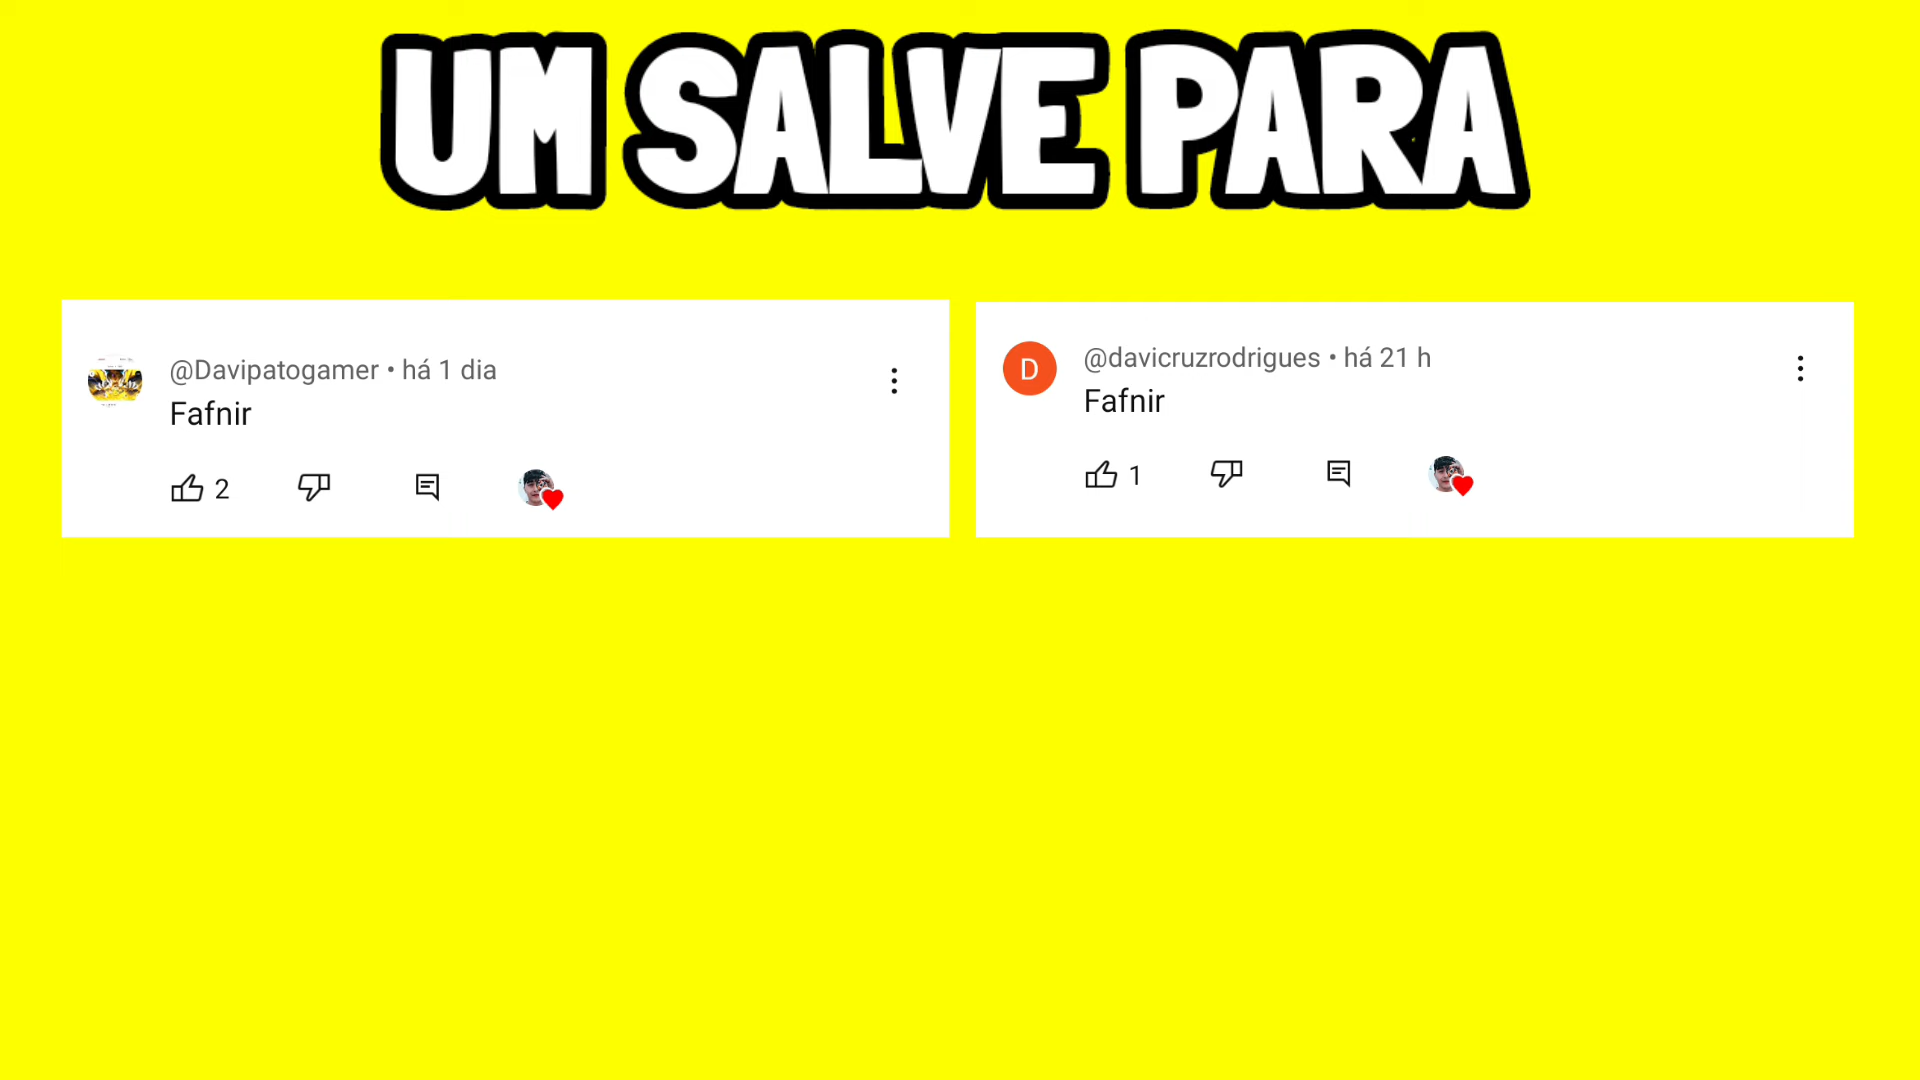 UM SALVE PARA
@Davipatogamer • há 1 dia
Fafnir
2
D
@davicruzrodrigues • há 21 h
Fafnir
1